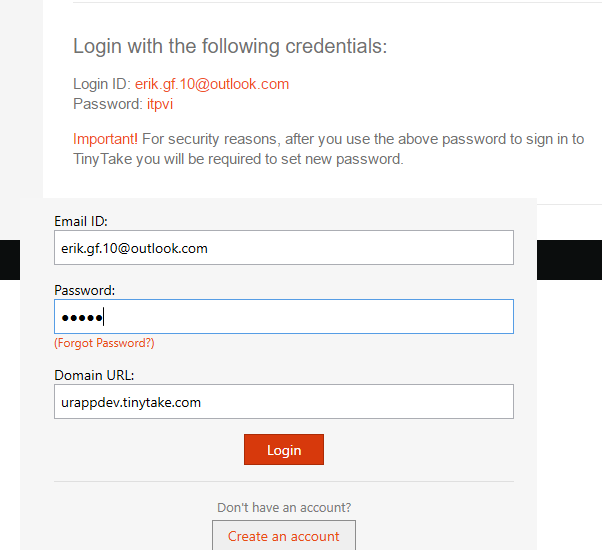 Login with the following credentials:
Login ID: erik.gf.10@outlook.com
Password: itpvi
Important! For security reasons, after you use the above password to sign in to
TinyTake you will be required to set new password.
Email ID:
erik.gf.10@outlook.com
Password:
●●●●●
(Forgot Password?)
Domain URL:
urappdev.tinytake.com
Login
Don't have an account?
Create an account